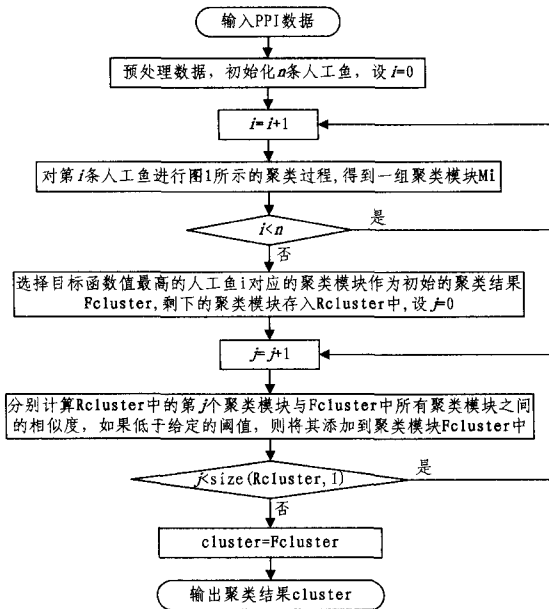 输入PPI数据
预处理数据，初始化n条人工鱼，设i=0
i=i+1
对第i条人工鱼进行图1所示的聚类过程,得到一组聚类模块Mi
是
i<n
否
选择目标函数值最高的人工鱼i对应的聚类模块作为初始的聚类结果
Fcluster,剩下的聚类模块存入Rcluster中,设j=0
j=j+1
分别计算Rcluster中的第j个聚类模块与Fcluster中所有聚类模块之间
的相似度，如果低于给定的阈值，则将其添加到聚类模块Fcluster中
是
j<size(Rcluster,1)
否
cluster=Fcluster
输出聚类结果cluster